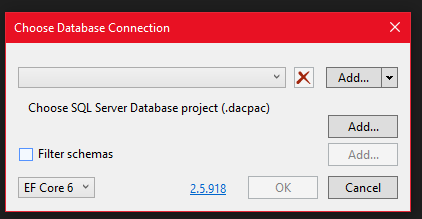 Choose Database Connection
Add...
Choose SQL Server Database project (.dacpac)
Add...
Filter schemas
Add...
EF Core 6
2.5.918
OK
Cancel